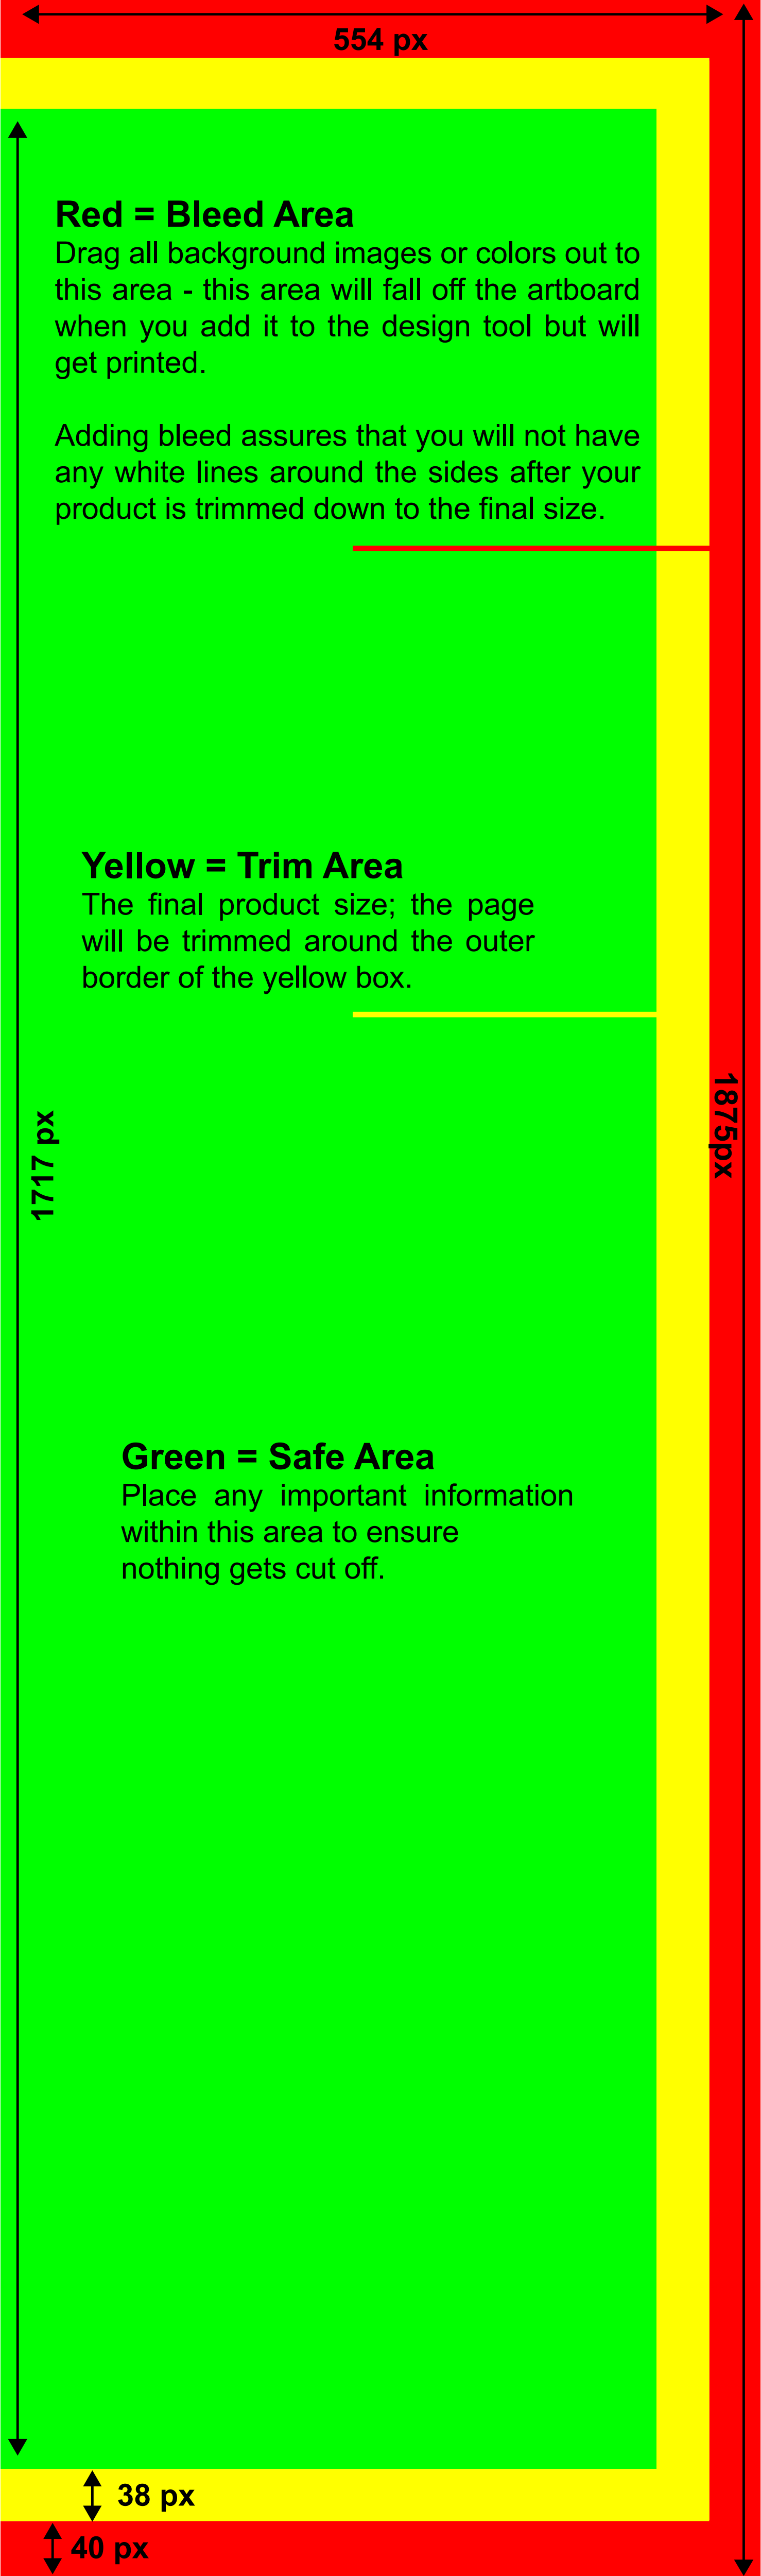 554 px
Red = Bleed Area
Drag all background images or colors out to
this area - this area will fall off the artboard
when you add it to the design tool but will
get printed.
Adding bleed assures that you will not have
any white lines around the sides after your
product is trimmed down to the final size.
Yellow = Trim Area
The final product size; the page
will be trimmed around the outer
border of the yellow box.
1717 px
1875px
Green = Safe Area
Place any important information
within this area to ensure
nothing gets cut off.
38 px
40 px